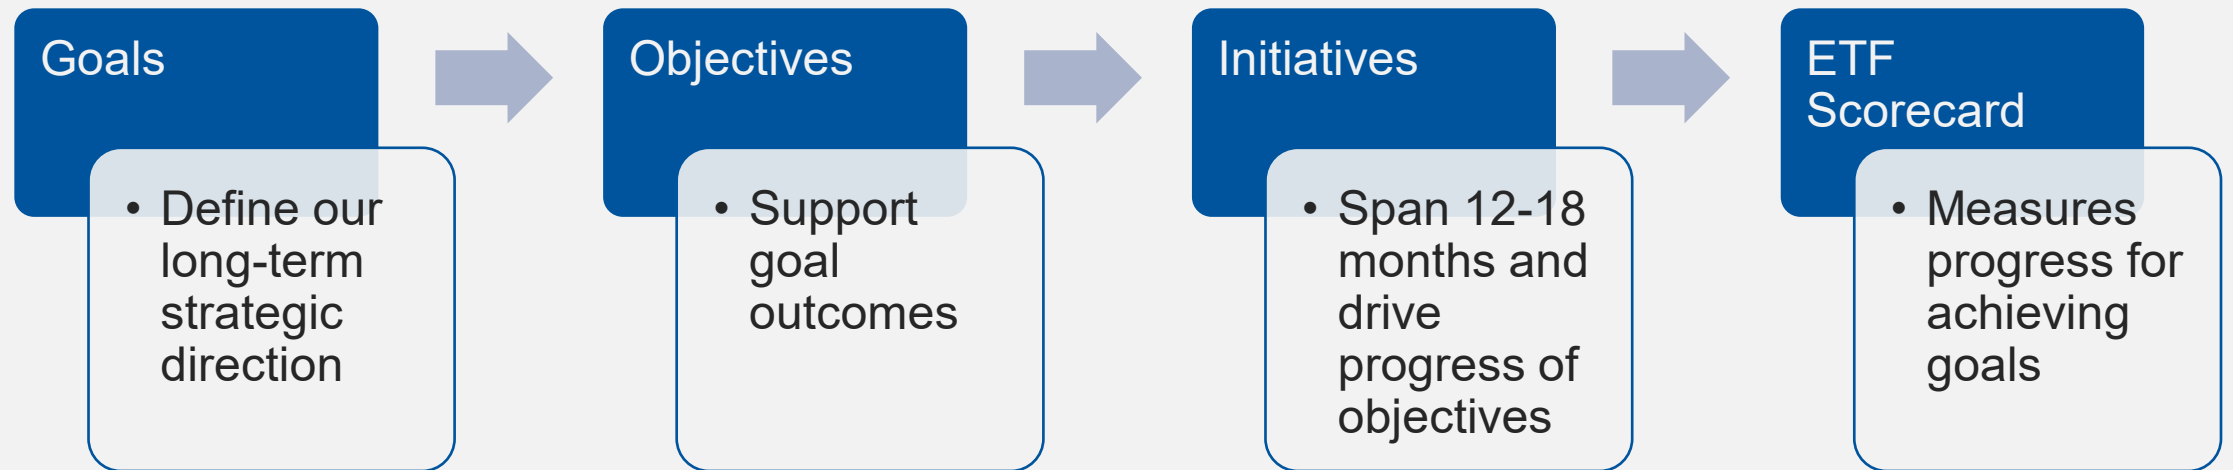 Goals
• Define our
long-term
strategic
direction
Objectives
• Support
goal
outcomes
Initiatives
• Span 12-18
months and
drive
progress of
objectives
ETF
Scorecard
• Measures
progress for
achieving
goals